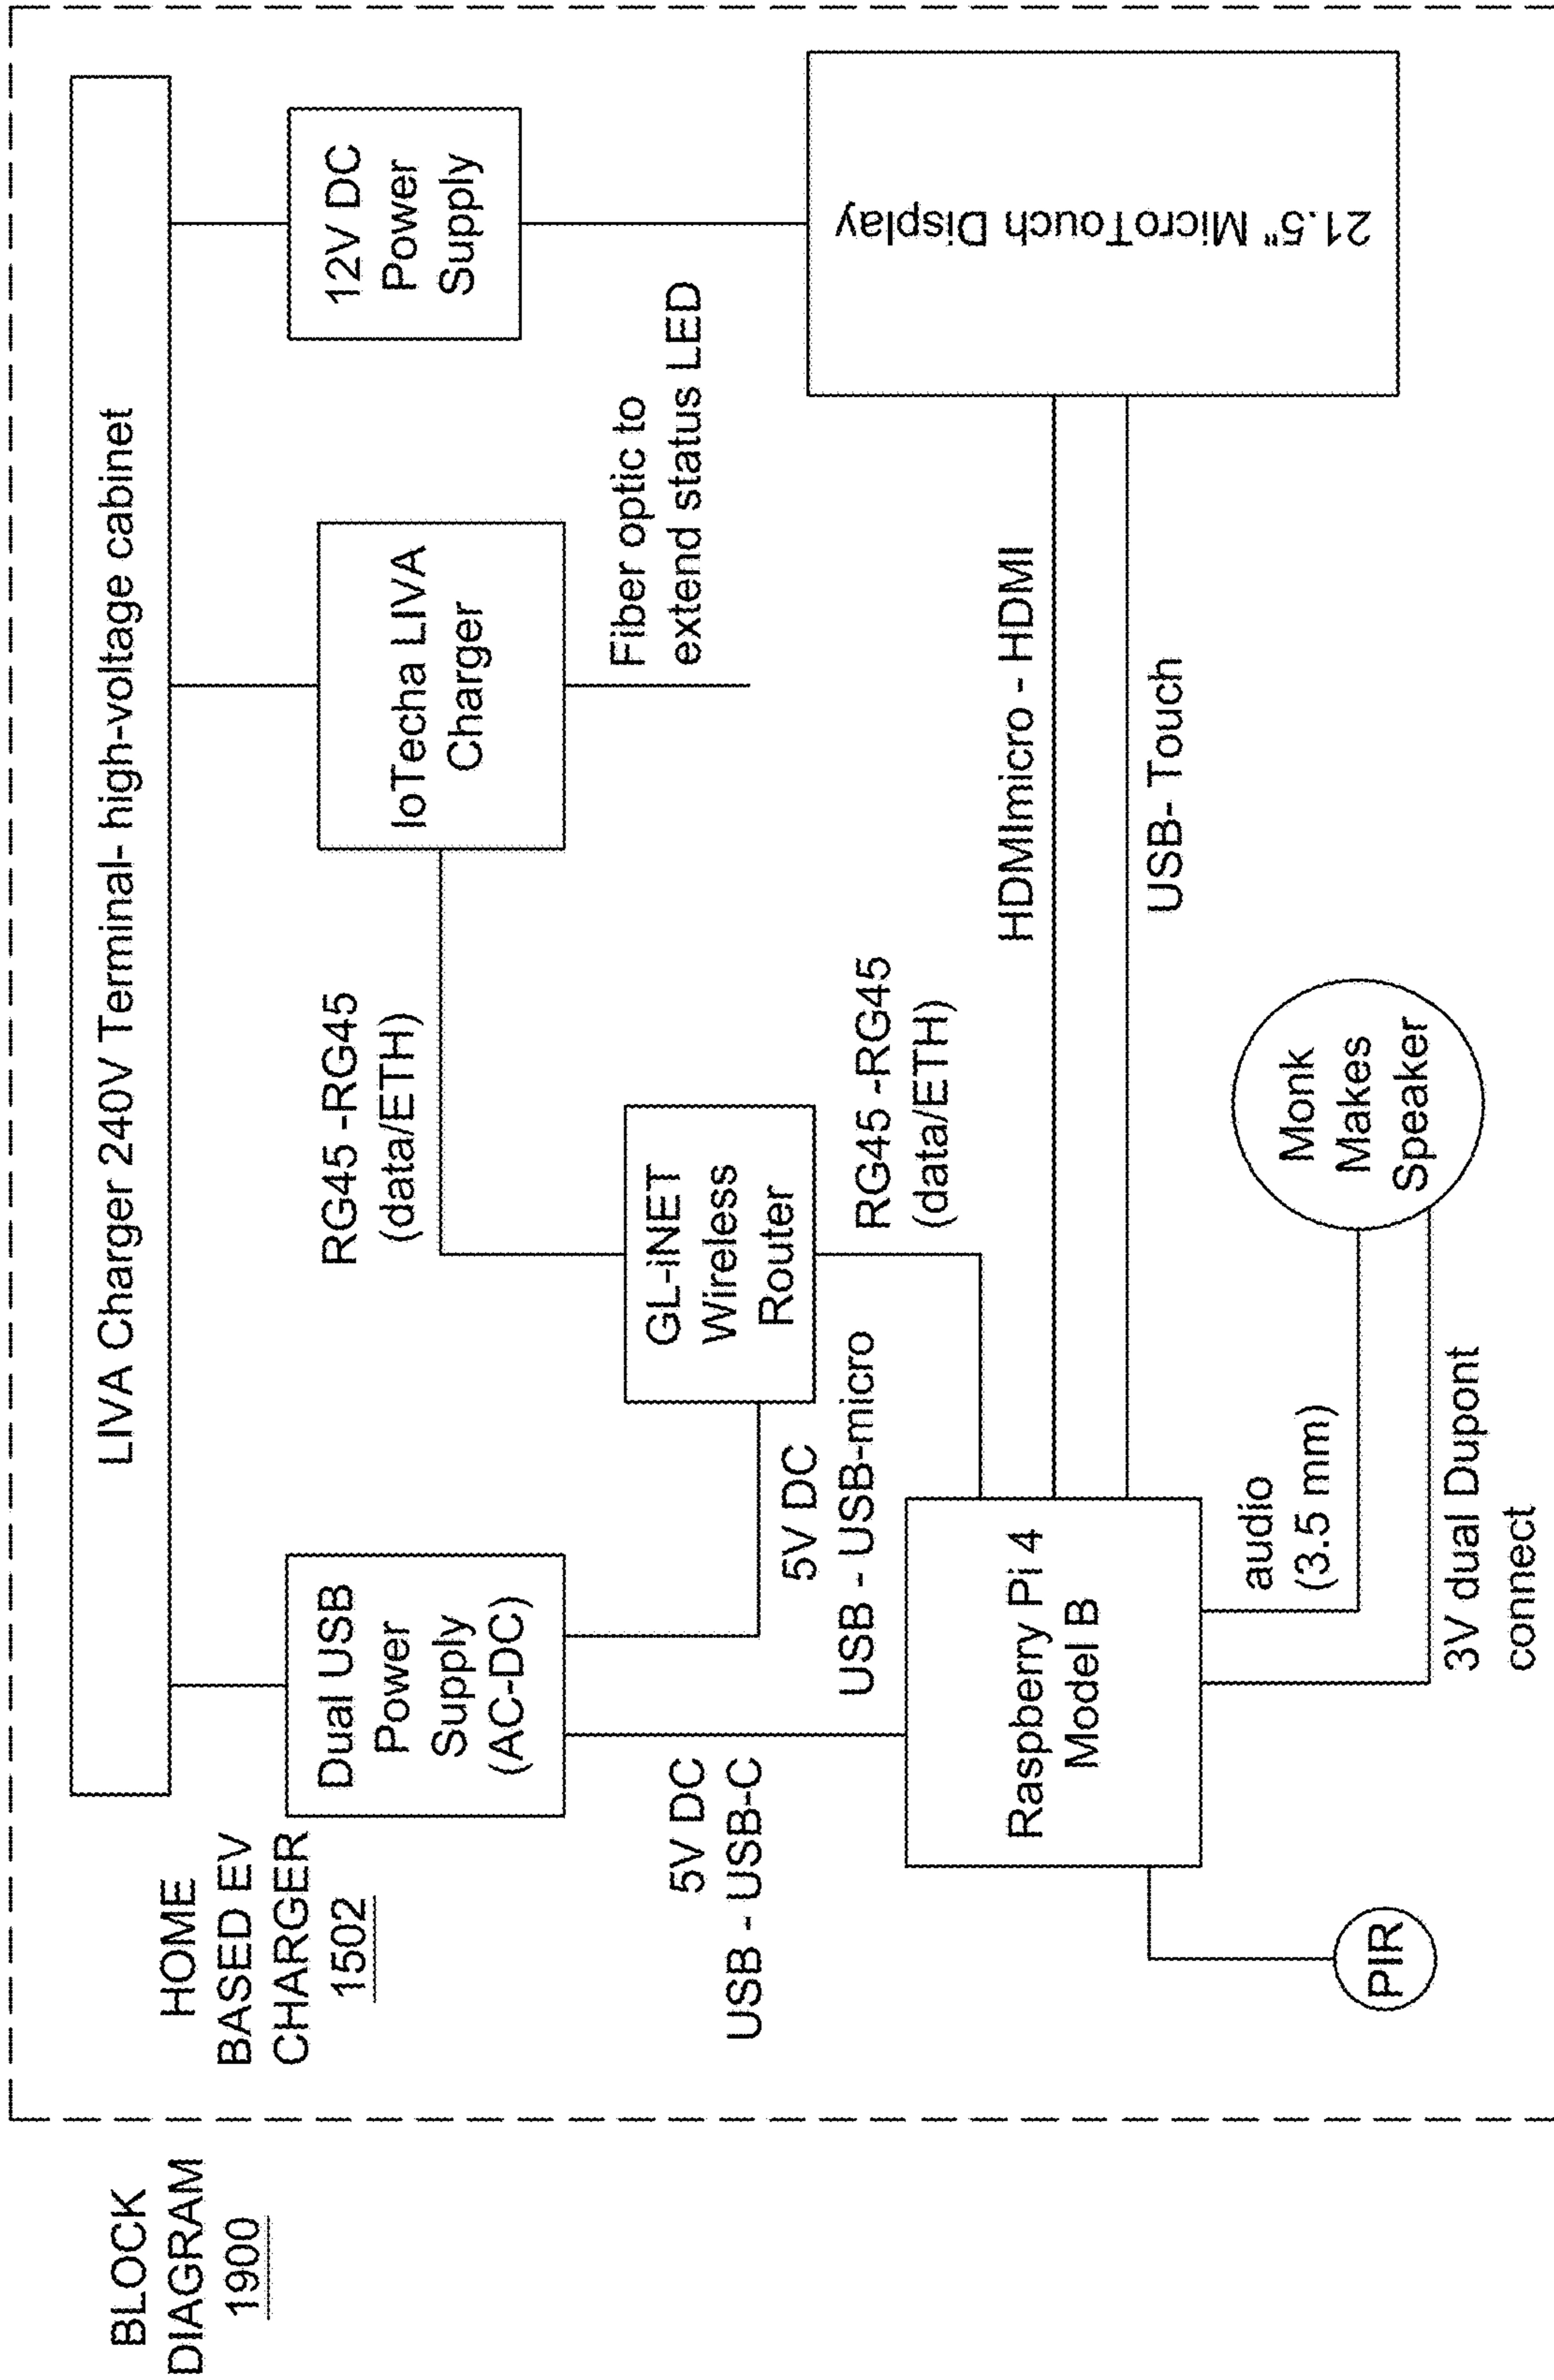 BLOCK
DIAGRAM
1900
HOME
BASED EV
CHARGER
1502
LIVA Charger 240V Terminal- high-voltage cabinet
Dual USB
Power
Supply
(AC-DC)
RG45 -RG45
(data/ETH)
IoTecha LIVA
Charger
12V DC
Power
Supply
Fiber optic to
extend status LED
5V DC
USB - USB-C
GL-iNET
Wireless
Router
5V DC
USB - USB-micro
RG45 -RG45
(data/ETH)
21.5" MicroTouch Display
HDMImicro - HDMI
USB- Touch
Raspberry Pi 4
Model B
audio
(3.5 mm)
Monk
Makes
Speaker
PIR
3V dual Dupont
connect